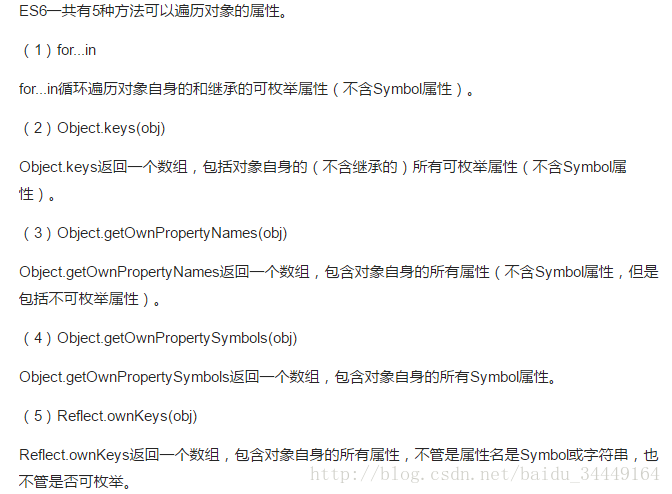 ES6一共有5种方法可以遍历对象的属性。
（1）for...in
for...in循环遍历对象自身的和继承的可枚举属性（不含Symbol属性）。
（2）Object.keys(obj)
Object.keys返回一个数组，包括对象自身的（不含继承的）所有可枚举属性（不含Symbol属
性）。
（3）Object.getOwnPropertyNames(obj)
Object.getOwnPropertyNames返回一个数组，包含对象自身的所有属性（不含Symbol属性，但是
包括不可枚举属性）。
（4）Object.getOwnPropertySymbols(obj)
Object.getOwnPropertySymbols返回一个数组，包含对象自身的所有Symbol属性。
（5）Reflect.ownKeys(obj)
Reflect.ownKeys返回一个数组，包含对象自身的所有属性，不管是属性名是Symbol或字符串，也
不管是否可枚举。
http://blog.csdn.net/baidu_34449164